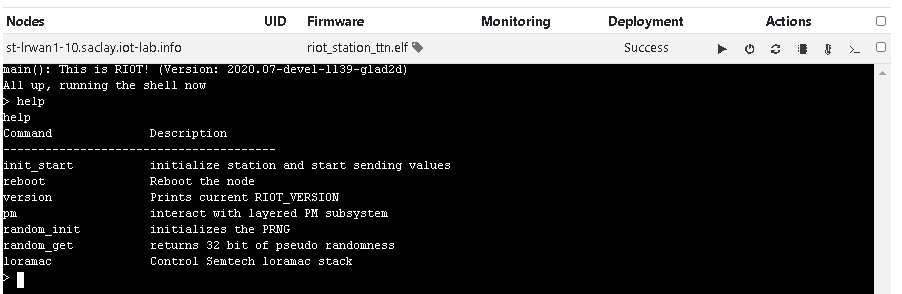 Nodes UID Firmware Monitoring Deployment Actions
st-lrwan1-10.saclay.iot-lab.info riot_station_ttn.elf Success
main(): This is RIOT! (Version: 2020.07-devel-1139-g1ad2d)
All up, running the shell now
> help
help
Command Description
---------------------------------------
init_start initialize station and start sending values
reboot Reboot the node
version Prints current RIOT_VERSION
pm interact with layered PM subsystem
random_init initializes the PRNG
random_get returns 32 bit of pseudo randomness
loramac Control Semtech loramac stack
>